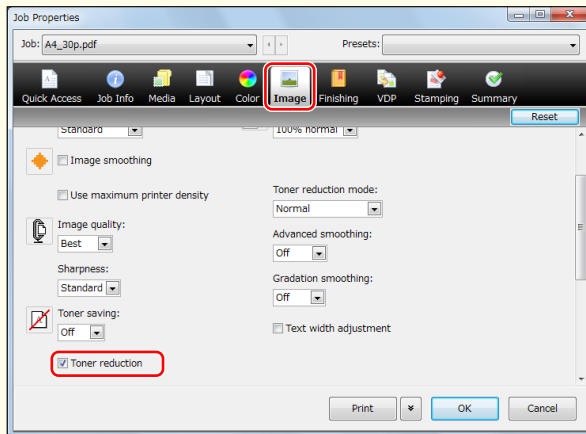 Job Properties
Job: A4_30p.pdf Presets:
Quick Access Job Info Media Layout Color Image Finishing VDP Stamping Summary
Reset
Standard 100% normal
Image smoothing
Use maximum printer density
Toner reduction mode:
Normal
Image quality:
Best
Advanced smoothing:
Off
Sharpness:
Standard
Gradation smoothing:
Off
Toner saving:
Off
Text width adjustment
Toner reduction
Print OK Cancel